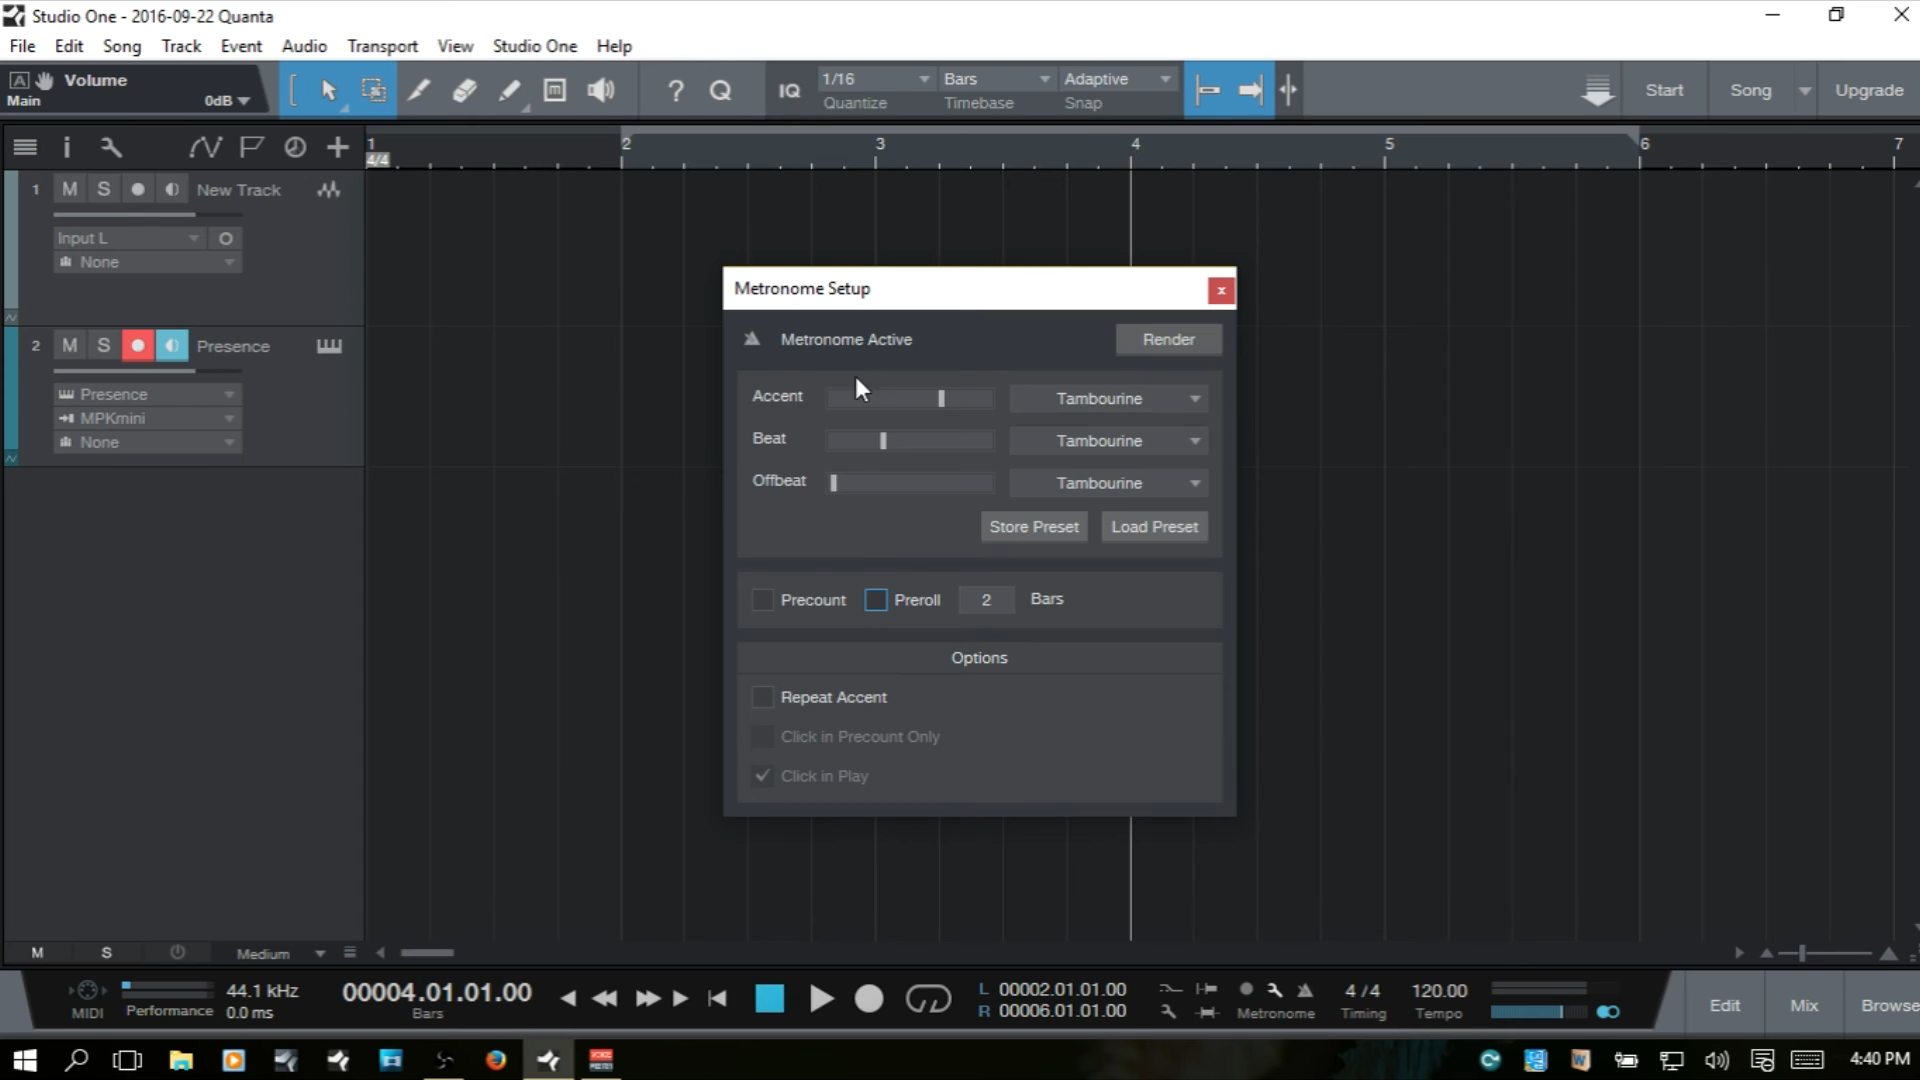 Studio One - 2016-09-22 Quanta
File Edit Song Track Event Audio Transport View Studio One Help
A Volume
Main 0dB
? Q IQ 1/16 Bars Adaptive Start Song Upgrade
Quantize Timebase Snap
1 2 3 4 5 6 7
4/4
1 M S New Track
Input L
None
2 M S Presence
Presence
MPKmini
None
Metronome Setup
x
Metronome Active Render
Accent Tambourine
Beat Tambourine
Offbeat Tambourine
Store Preset Load Preset
Precount Preroll 2 Bars
Options
Repeat Accent
Click in Precount Only
Click in Play
M S Medium
44.1 kHz 00004.01.01.00 L 00002.01.01.00 4 / 4 120.00 Edit Mix Browse
MIDI Performance 0.0 ms Bars R 00006.01.01.00 Metronome Timing Tempo
4:40 PM